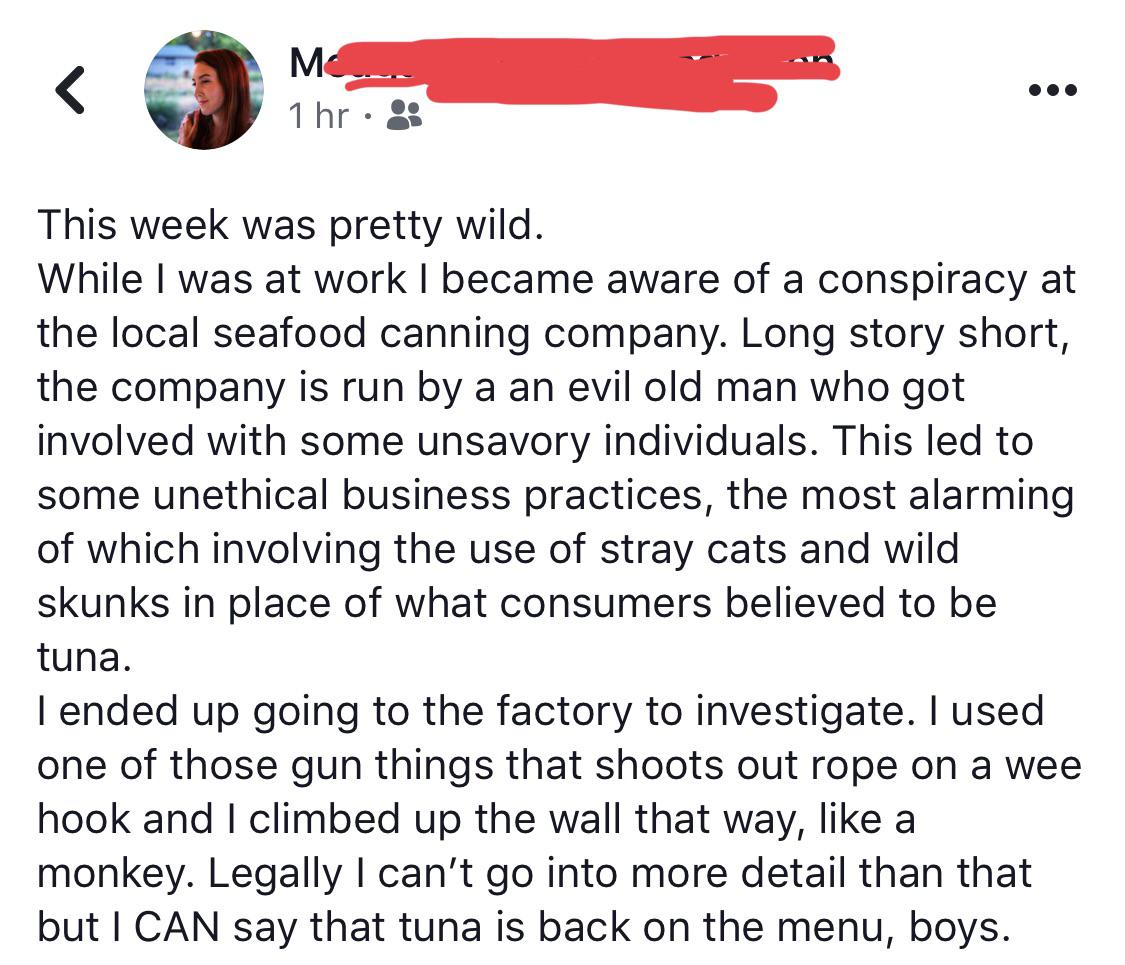 1 hr ·
This week was pretty wild.
While I was at work I became aware of a conspiracy at
the local seafood canning company. Long story short,
the company is run by a an evil old man who got
involved with some unsavory individuals. This led to
some unethical business practices, the most alarming
of which involving the use of stray cats and wild
skunks in place of what consumers believed to be
tuna.
I ended up going to the factory to investigate. I used
one of those gun things that shoots out rope on a wee
hook and I climbed up the wall that way, like a
monkey. Legally I can’t go into more detail than that
but I CAN say that tuna is back on the menu, boys.